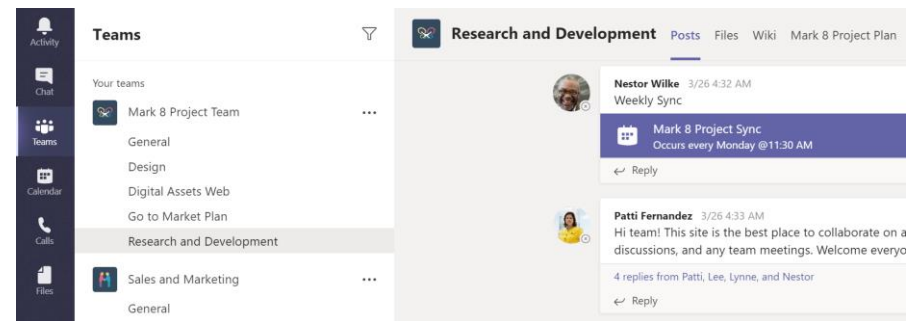 Activity
Chat
Teams
Calendar
Calls
Files
Teams
Your teams
Mark 8 Project Team
General
Design
Digital Assets Web
Go to Market Plan
Research and Development
Sales and Marketing
General
Research and Development Posts Files Wiki Mark 8 Project Plan
Nestor Wilke 3/26 4:32 AM
Weekly Sync
Mark 8 Project Sync
Occurs every Monday @11:30 AM
Reply
Patti Fernandez 3/26 4:33 AM
Hi team! This site is the best place to collaborate on a
discussions, and any team meetings. Welcome everyo
4 replies from Patti, Lee, Lynne, and Nestor
Reply